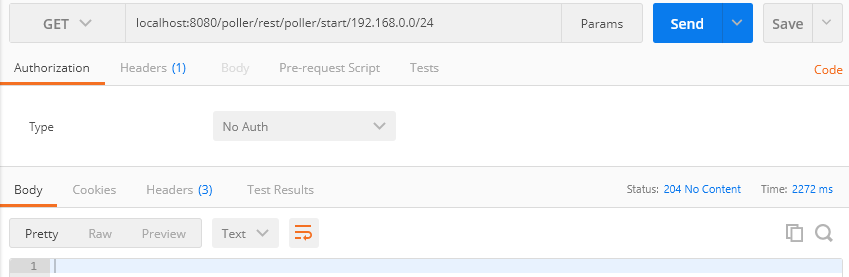 GET localhost:8080/poller/rest/poller/start/192.168.0.0/24 Params Send Save
Authorization Headers (1) Body Pre-request Script Tests Code
Type No Auth
Body Cookies Headers (3) Test Results Status: 204 No Content Time: 2272 ms
Pretty Raw Preview Text
1